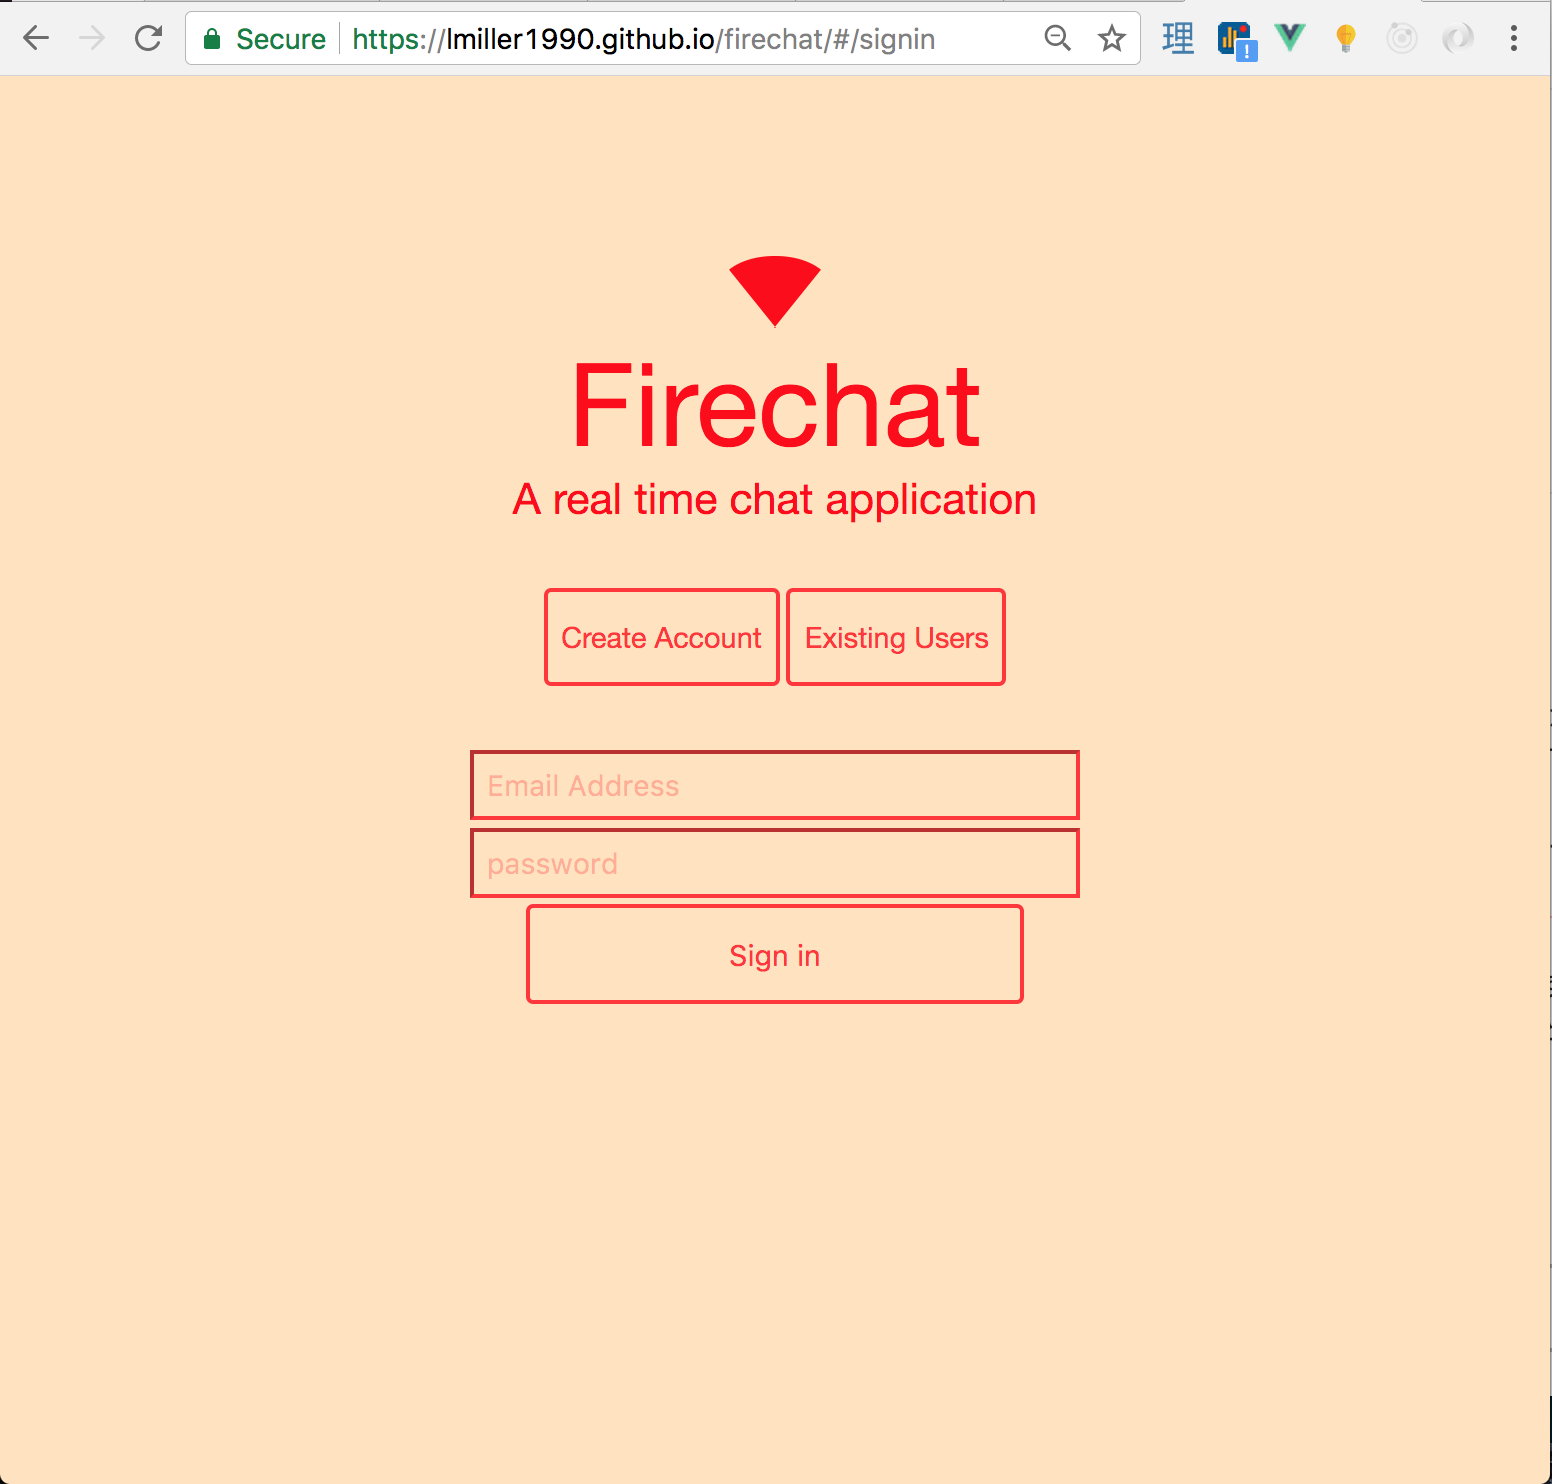 Secure https://lmiller1990.github.io/firechat/#/signin 理 !
Firechat
A real time chat application
Create Account Existing Users
Email Address
password
Sign in